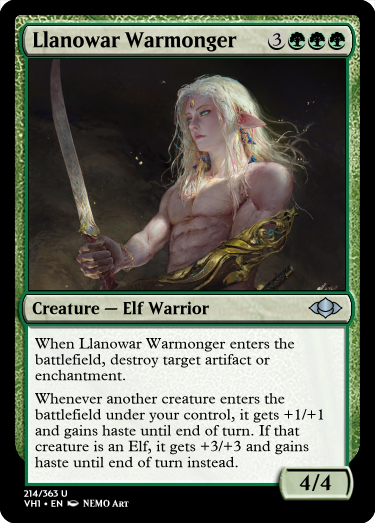 Llanowar Warmonger 3
Creature — Elf Warrior
When Llanowar Warmonger enters the
battlefield, destroy target artifact or
enchantment.
Whenever another creature enters the
battlefield under your control, it gets +1/+1
and gains haste until end of turn. If that
creature is an Elf, it gets +3/+3 and gains
haste until end of turn instead.
4/4
214/363 U
VH1 • EN NEMO Art